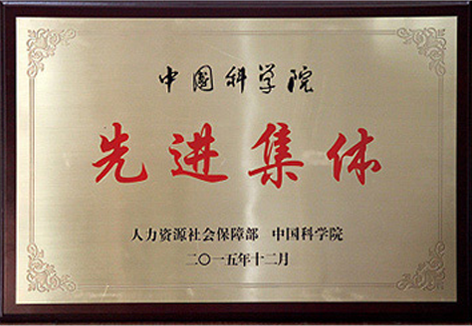 中国科学院
先进集体
人力资源社会保障部 中国科学院
二〇一五年十二月